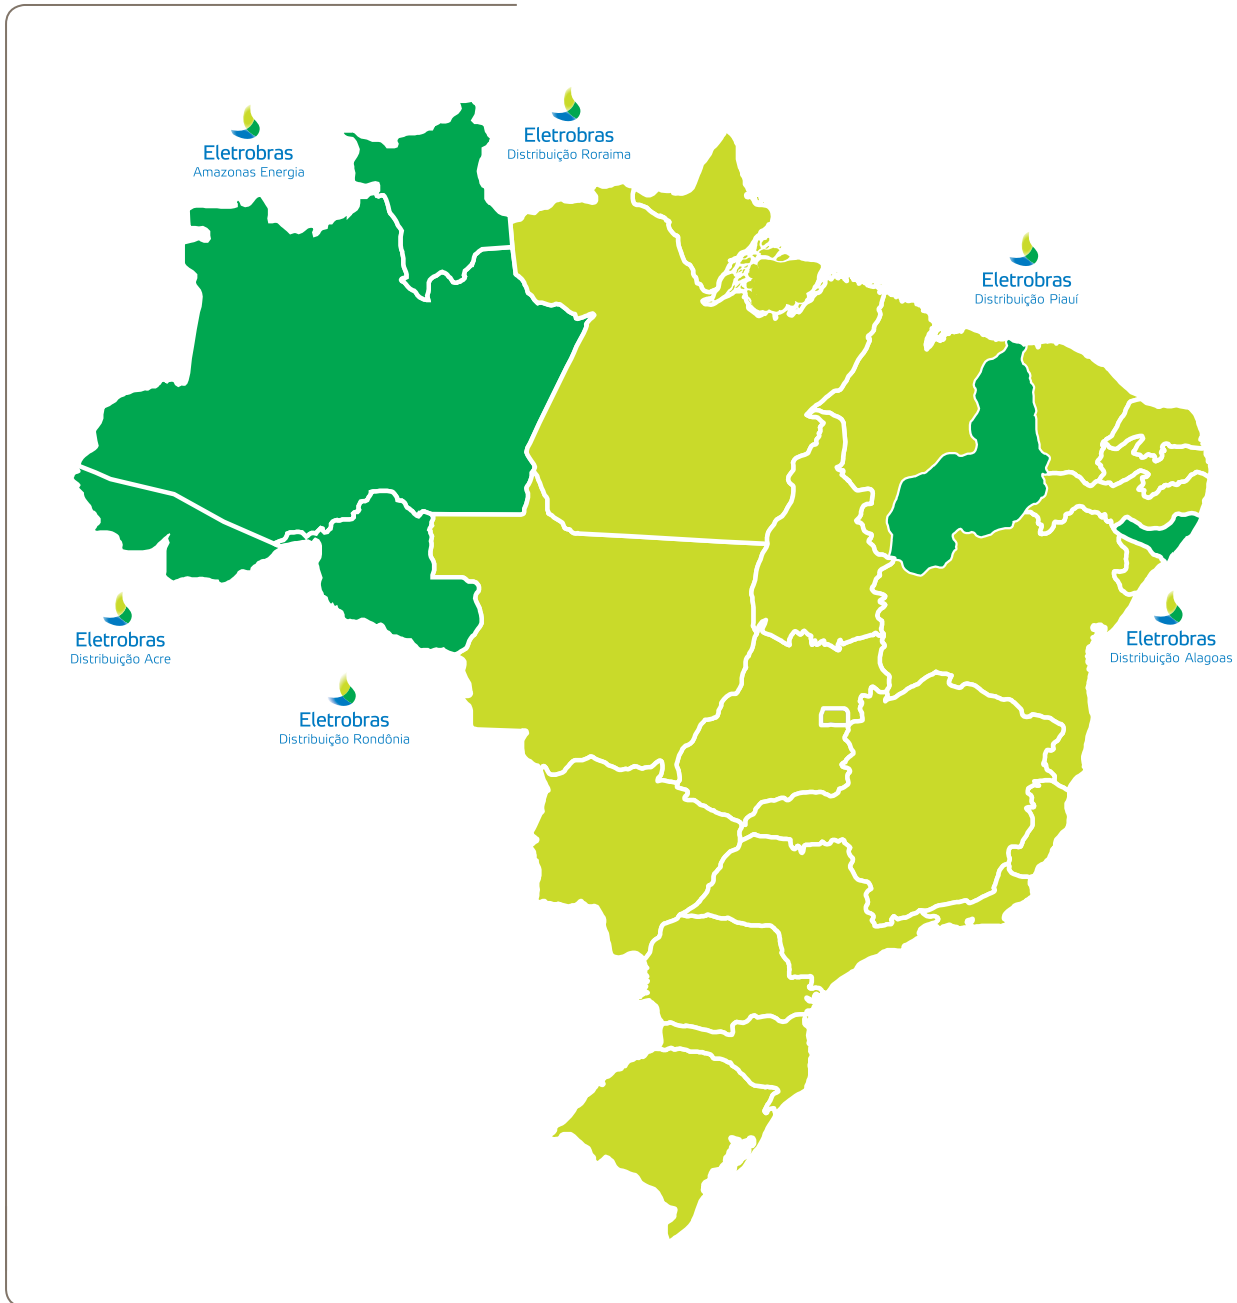 Eletrobras
Distribuição Roraima
Eletrobras
Amazonas Energia
Eletrobras
Distribuição Piauí
Eletrobras
Distribuição Acre
Eletrobras
Distribuição Alagoas
Eletrobras
Distribuição Rondônia